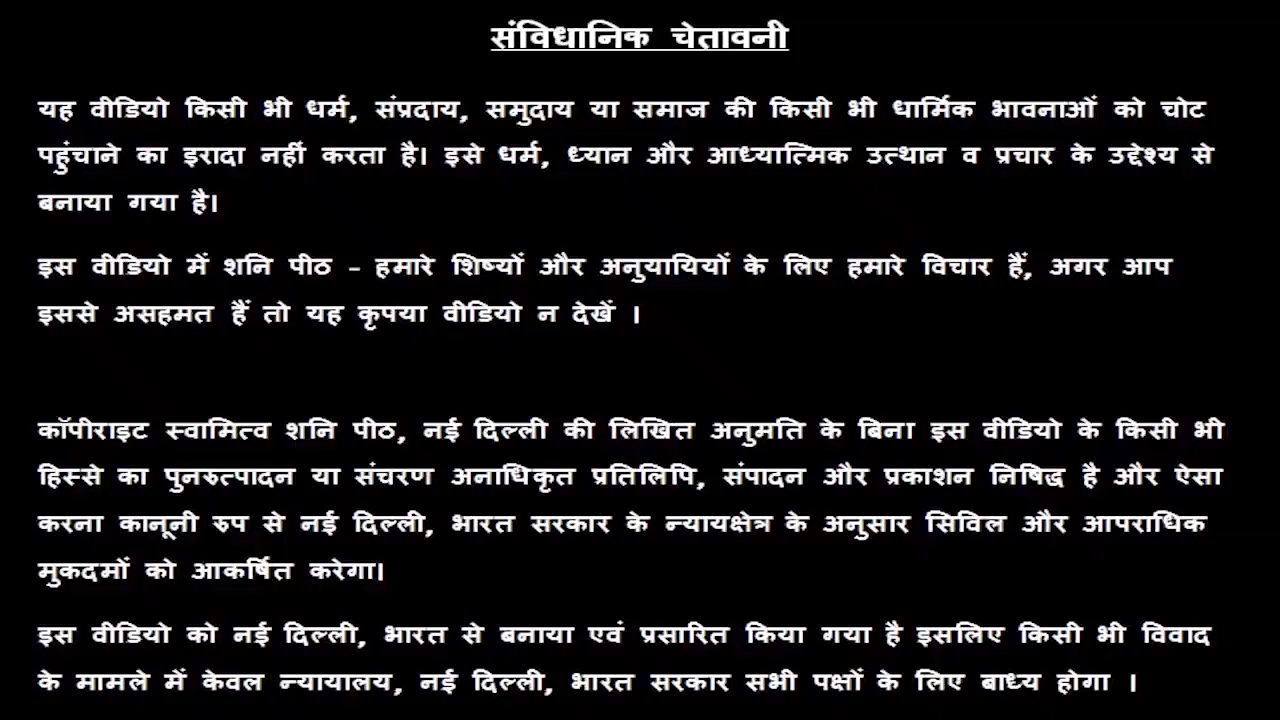 संविधानिक चेतावनी
यह वीडियो किसी भी धर्म, संप्रदाय, समुदाय या समाज की किसी भी धार्मिक भावनाओं को चोट
पहुंचाने का इरादा नहीं करता है। इसे धर्म, ध्यान और आध्यात्मिक उत्थान व प्रचार के उद्देश्य से
बनाया गया है।
इस वीडियो में शनि पीठ – हमारे शिष्यों और अनुयायियों के लिए हमारे विचार हैं, अगर आप
इससे असहमत हैं तो यह कृपया वीडियो न देखें ।
कॉपीराइट स्वामित्व शनि पीठ, नई दिल्ली की लिखित अनुमति के बिना इस वीडियो के किसी भी
हिस्से का पुनरुत्पादन या संचरण अनाधिकृत प्रतिलिपि, संपादन और प्रकाशन निषिद्ध है और ऐसा
करना कानूनी रुप से नई दिल्ली, भारत सरकार के न्यायक्षेत्र के अनुसार सिविल और आपराधिक
मुकदमों को आकर्षित करेगा।
इस वीडियो को नई दिल्ली, भारत से बनाया एवं प्रसारित किया गया है इसलिए किसी भी विवाद
के मामले में केवल न्यायालय, नई दिल्ली, भारत सरकार सभी पक्षों के लिए बाध्य होगा ।